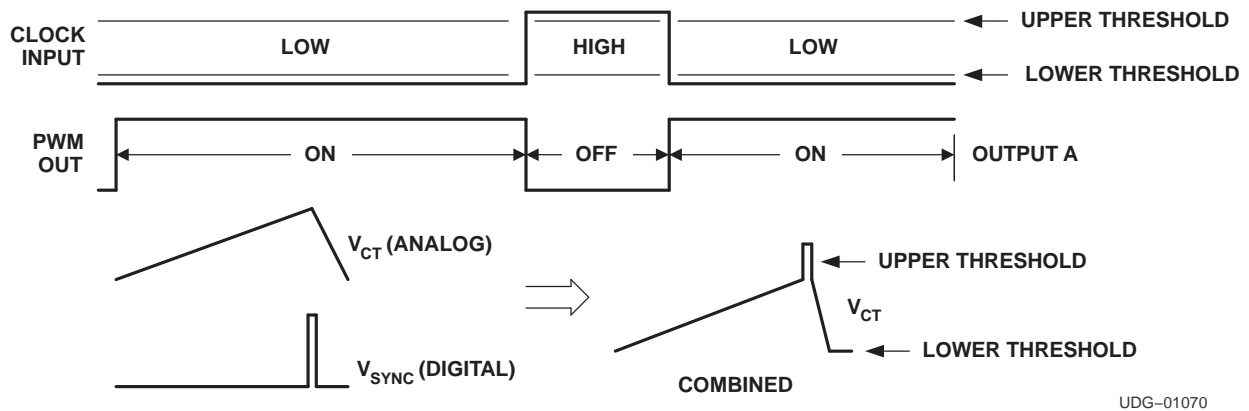 CLOCK
INPUT
LOW
HIGH
LOW
UPPER THRESHOLD
LOWER THRESHOLD
PWM
OUT
ON
OFF
ON
OUTPUT A
VCT (ANALOG)
VSYNC (DIGITAL)
UPPER THRESHOLD
VCT
LOWER THRESHOLD
COMBINED
UDG–01070